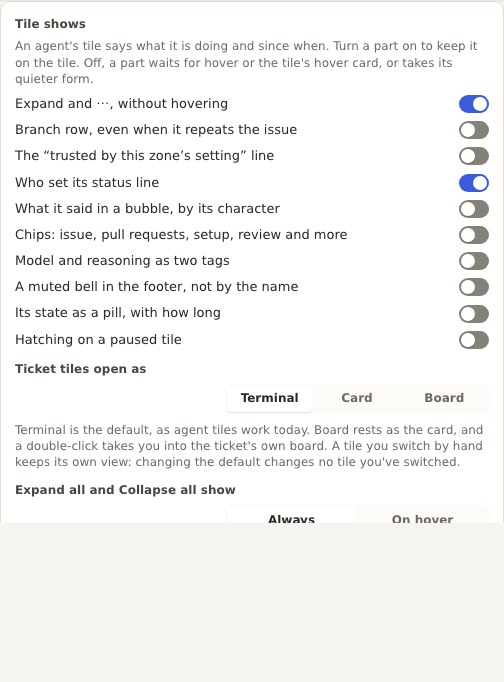 Tile shows
An agent's tile says what it is doing and since when. Turn a part on to keep it
on the tile. Off, a part waits for hover or the tile's hover card, or takes its
quieter form.
Expand and ···, without hovering
Branch row, even when it repeats the issue
The “trusted by this zone’s setting” line
Who set its status line
What it said in a bubble, by its character
Chips: issue, pull requests, setup, review and more
Model and reasoning as two tags
A muted bell in the footer, not by the name
Its state as a pill, with how long
Hatching on a paused tile
Ticket tiles open as
Terminal Card Board
Terminal is the default, as agent tiles work today. Board rests as the card, and
a double-click takes you into the ticket's own board. A tile you switch by hand
keeps its own view: changing the default changes no tile you've switched.
Expand all and Collapse all show
Always On hover